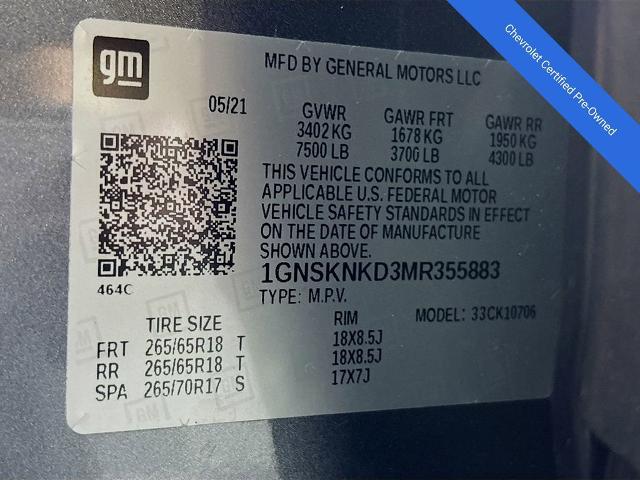 Chevrolet Certified Pre-Owned
gm
MFD BY GENERAL MOTORS LLC
05/21
GVWR GAWR FRT GAWR RR
3402 KG 1678 KG 1950 KG
7500 LB 3700 LB 4300 LB
THIS VEHICLE CONFORMS TO ALL
APPLICABLE U.S. FEDERAL MOTOR
VEHICLE SAFETY STANDARDS IN EFFECT
ON THE DATE OF MANUFACTURE
SHOWN ABOVE.
1GNSKNKD3MR355883
464C
TYPE: M.P.V.
MODEL: 33CK10706
TIRE SIZE RIM
FRT 265/65R18 T 18X8.5J
RR 265/65R18 T 18X8.5J
SPA 265/70R17 S 17X7J